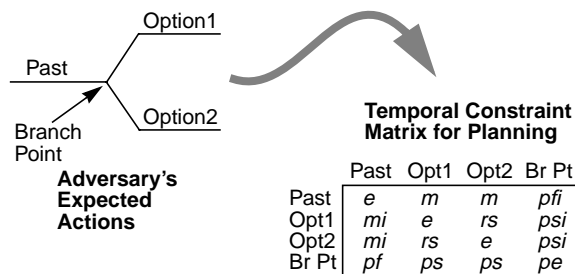 Option1
Past
Option2
Branch
Point
Adversary's
Expected
Actions
Temporal Constraint
Matrix for Planning
Past Opt1 Opt2 Br Pt
Past e m m pfi
Opt1 mi e rs psi
Opt2 mi rs e psi
Br Pt pf ps ps pe